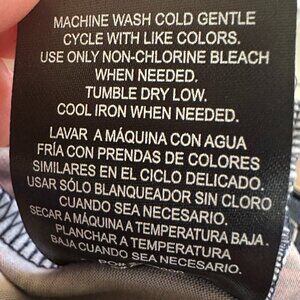 MACHINE WASH COLD GENTLE
CYCLE WITH LIKE COLORS.
USE ONLY NON-CHLORINE BLEACH
WHEN NEEDED.
TUMBLE DRY LOW.
COOL IRON WHEN NEEDED.
LAVAR A MÁQUINA CON AGUA
FRÍA CON PRENDAS DE COLORES
SIMILARES EN EL CICLO DELICADO.
USAR SÓLO BLANQUEADOR SIN CLORO
CUANDO SEA NECESARIO.
SECAR A MÁQUINA A TEMPERATURA BAJA.
PLANCHAR A TEMPERATURA
BAJA CUANDO SEA NECESARIO.